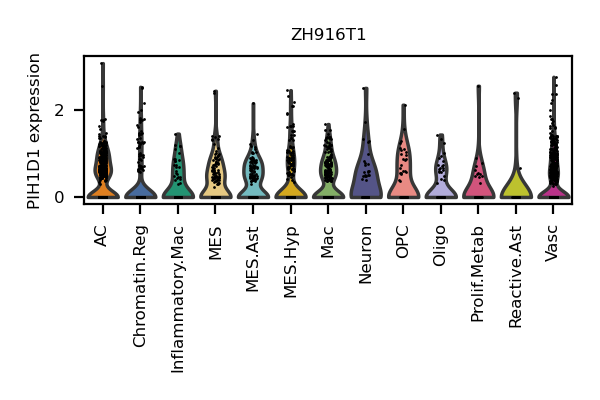 ZH916T1
PIH1D1 expression
2
0
AC
Chromatin.Reg
Inflammatory.Mac
MES
MES.Ast
MES.Hyp
Mac
Neuron
OPC
Oligo
Prolif.Metab
Reactive.Ast
Vasc